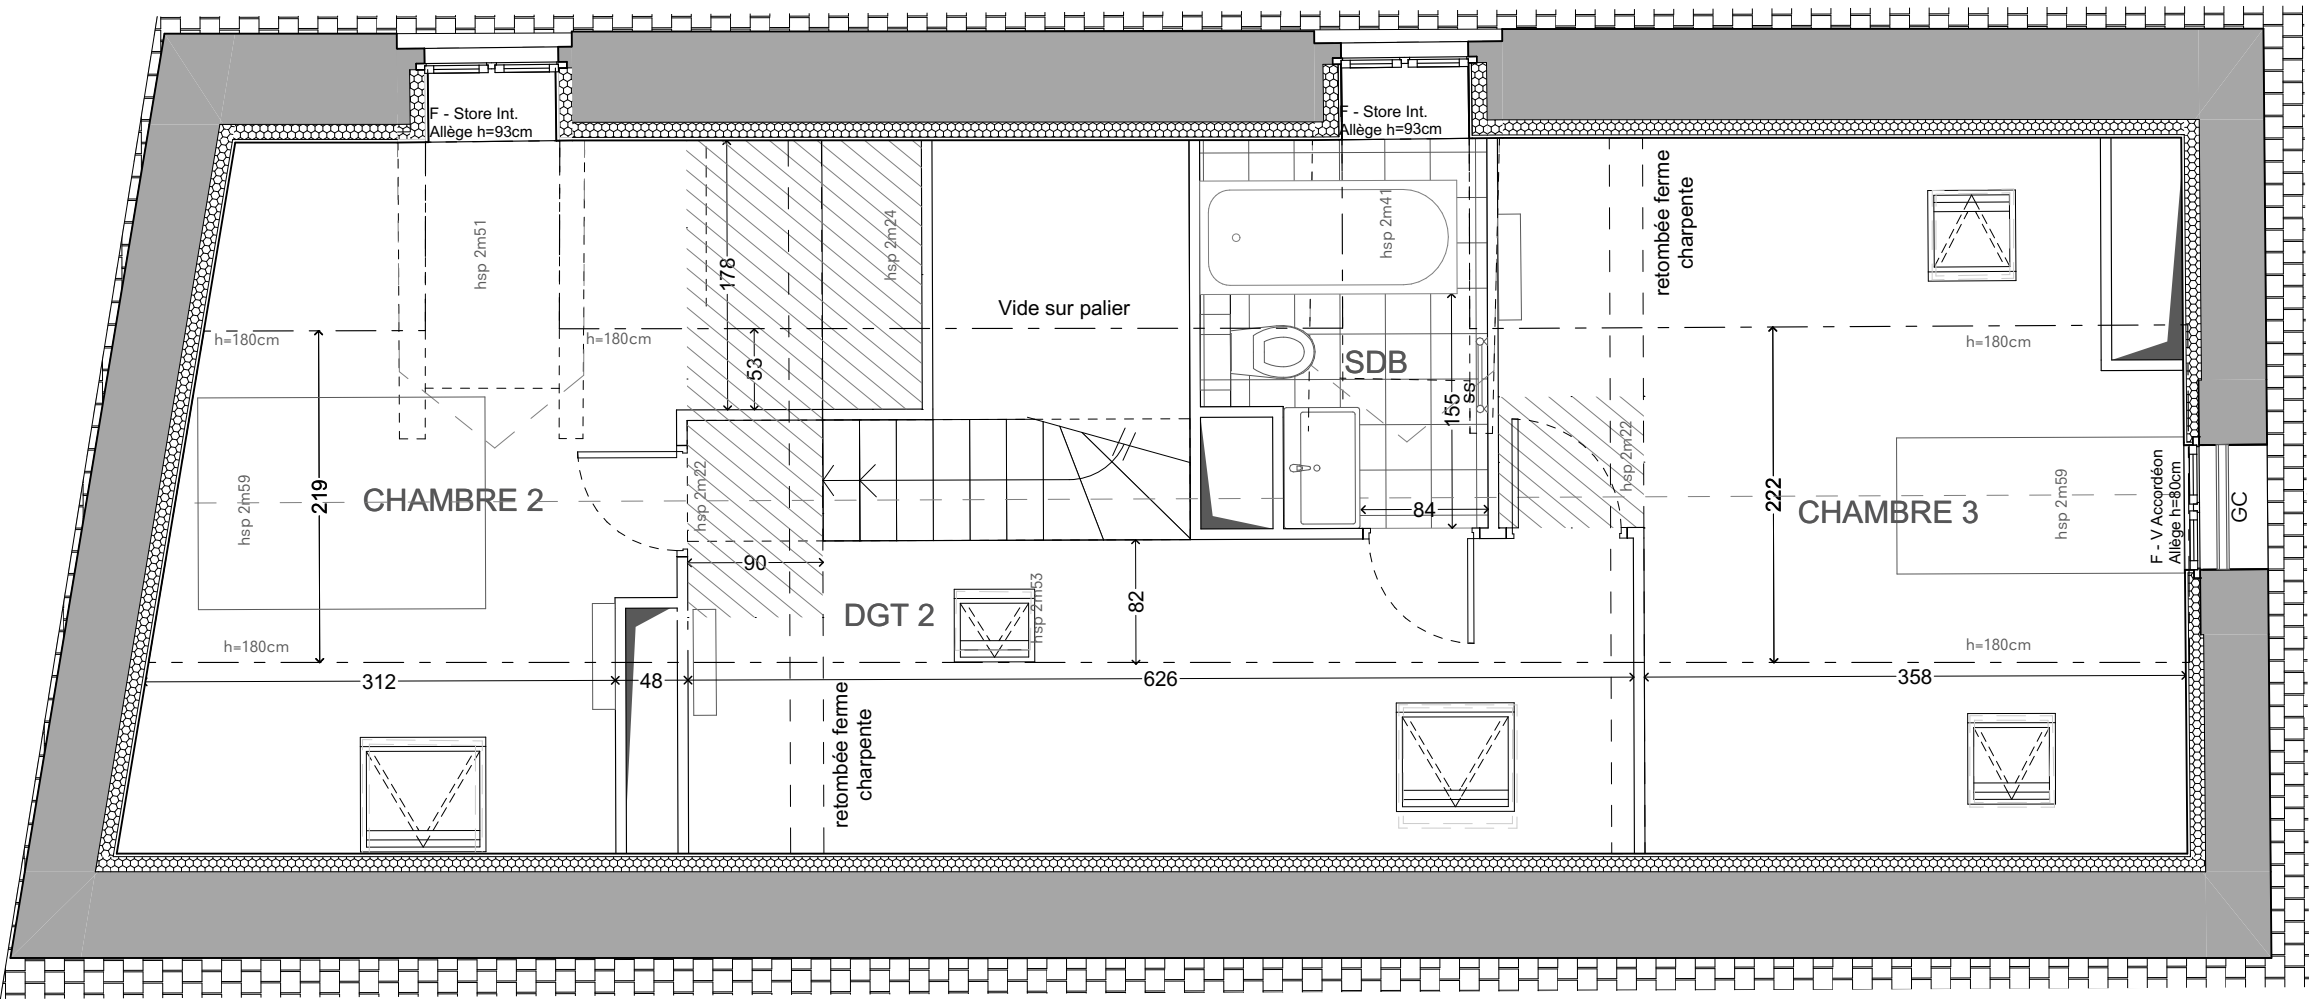 F - Store Int.
Allège h=93cm
F - Store Int.
Allège h=93cm
hsp 2m51
178
hsp 2m24
Vide sur palier
hsp 2m41
retombée ferme
charpente
h=180cm
h=180cm
53
SDB
155
SS
h=180cm
219
hsp 2m59
CHAMBRE 2
hsp 2m22
84
hsp 2m22
222
CHAMBRE 3
hsp 2m59
F - V Accordéon
Allège h=80cm
GC
90
DGT 2
hsp 2m53
82
h=180cm
h=180cm
312
48
626
358
retombée ferme
charpente